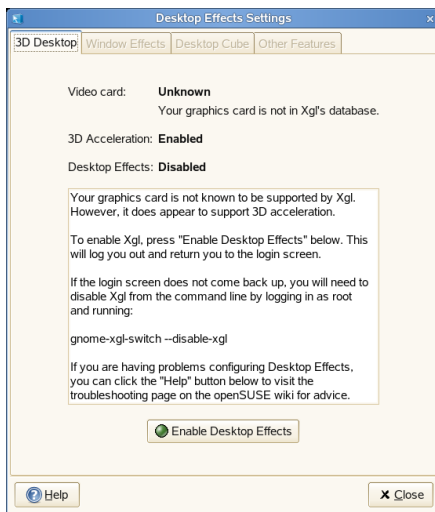 Desktop Effects Settings
3D Desktop
Window Effects
Desktop Cube
Other Features
Video card: Unknown
Your graphics card is not in Xgl's database.
3D Acceleration: Enabled
Desktop Effects: Disabled
Your graphics card is not known to be supported by Xgl.
However, it does appear to support 3D acceleration.
To enable Xgl, press "Enable Desktop Effects" below. This
will log you out and return you to the login screen.
If the login screen does not come back up, you will need to
disable Xgl from the command line by logging in as root
and running:
gnome-xgl-switch --disable-xgl
If you are having problems configuring Desktop Effects,
you can click the "Help" button below to visit the
troubleshooting page on the openSUSE wiki for advice.
Enable Desktop Effects
Help
Close